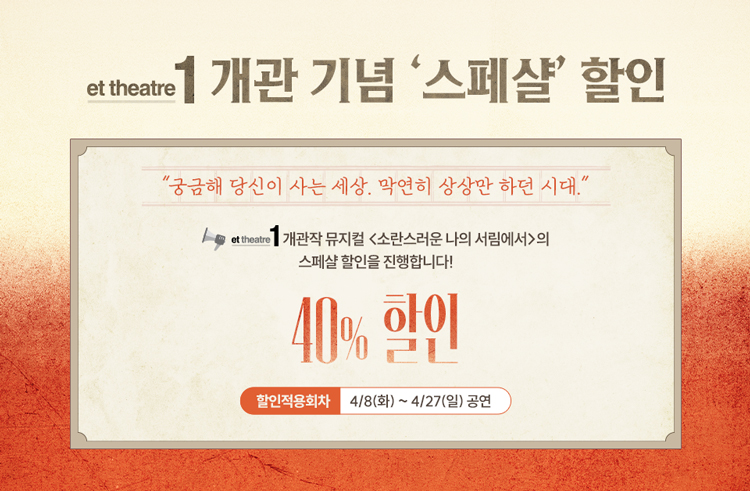 et theatre1 개관 기념 ‘스페샬’ 할인
“궁금해 당신이 사는 세상. 막연히 상상만 하던 시대.”
et theatre1 개관작 뮤지컬 <소란스러운 나의 서림에서>의
스페샬 할인을 진행합니다!
40% 할인
할인적용회차 4/8(화) ~ 4/27(일) 공연